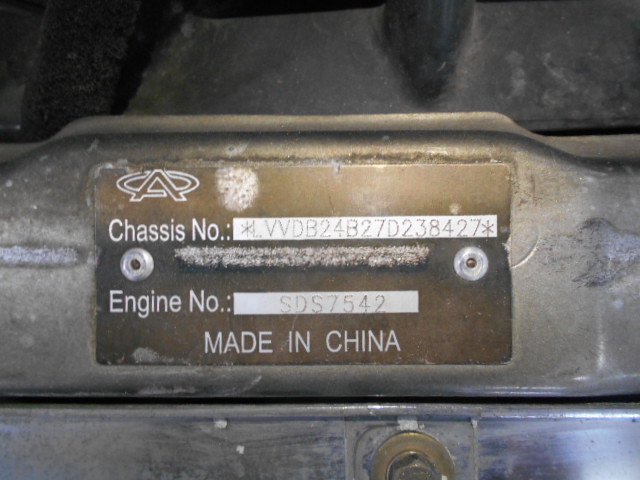 Chassis No.: *LVVDB24B27D238427*
Engine No.: SDS7542
MADE IN CHINA